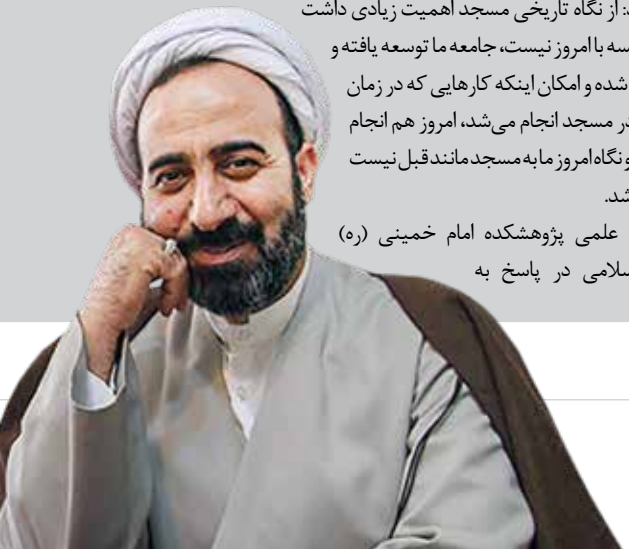 : از نگاه تاریخی مسجد اهمیت زیادی داشت
سه با امروز نیست، جامعه ما توسعه یافته و
شده و امکان اینکه کارهایی که در زمان
در مسجد انجام می‌شد، امروز هم انجام
ونگاه امروز ما به مسجد مانند قبل نیست
شد.
علمی پژوهشکده امام خمینی (ره)
سلامی در پاسخ به